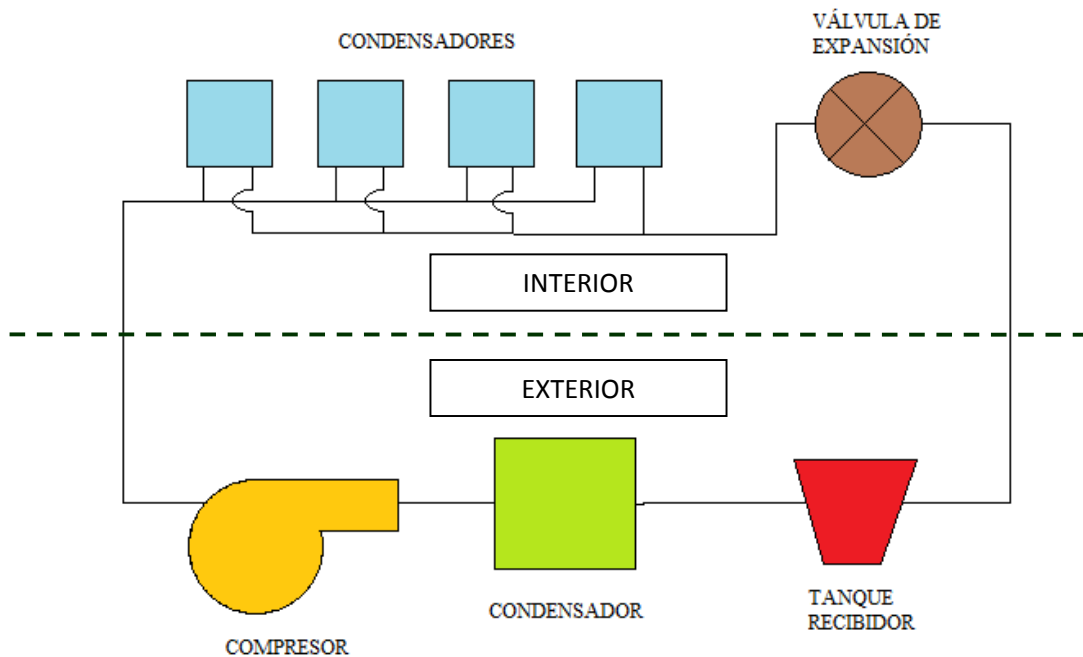 VÁLVULA DE
EXPANSIÓN
CONDENSADORES
INTERIOR
EXTERIOR
CONDENSADOR
TANQUE
RECIBIDOR
COMPRESOR